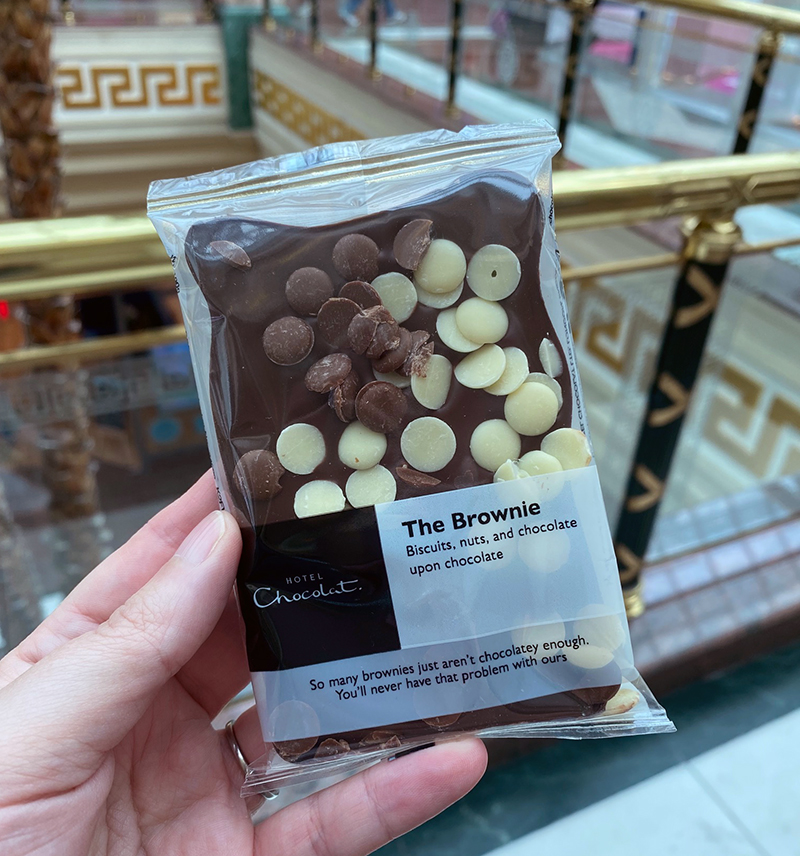 The Brownie
Biscuits, nuts, and chocolate
upon chocolate
HOTEL
Chocolat.
So many brownies just aren't chocolatey enough.
You'll never have that problem with ours